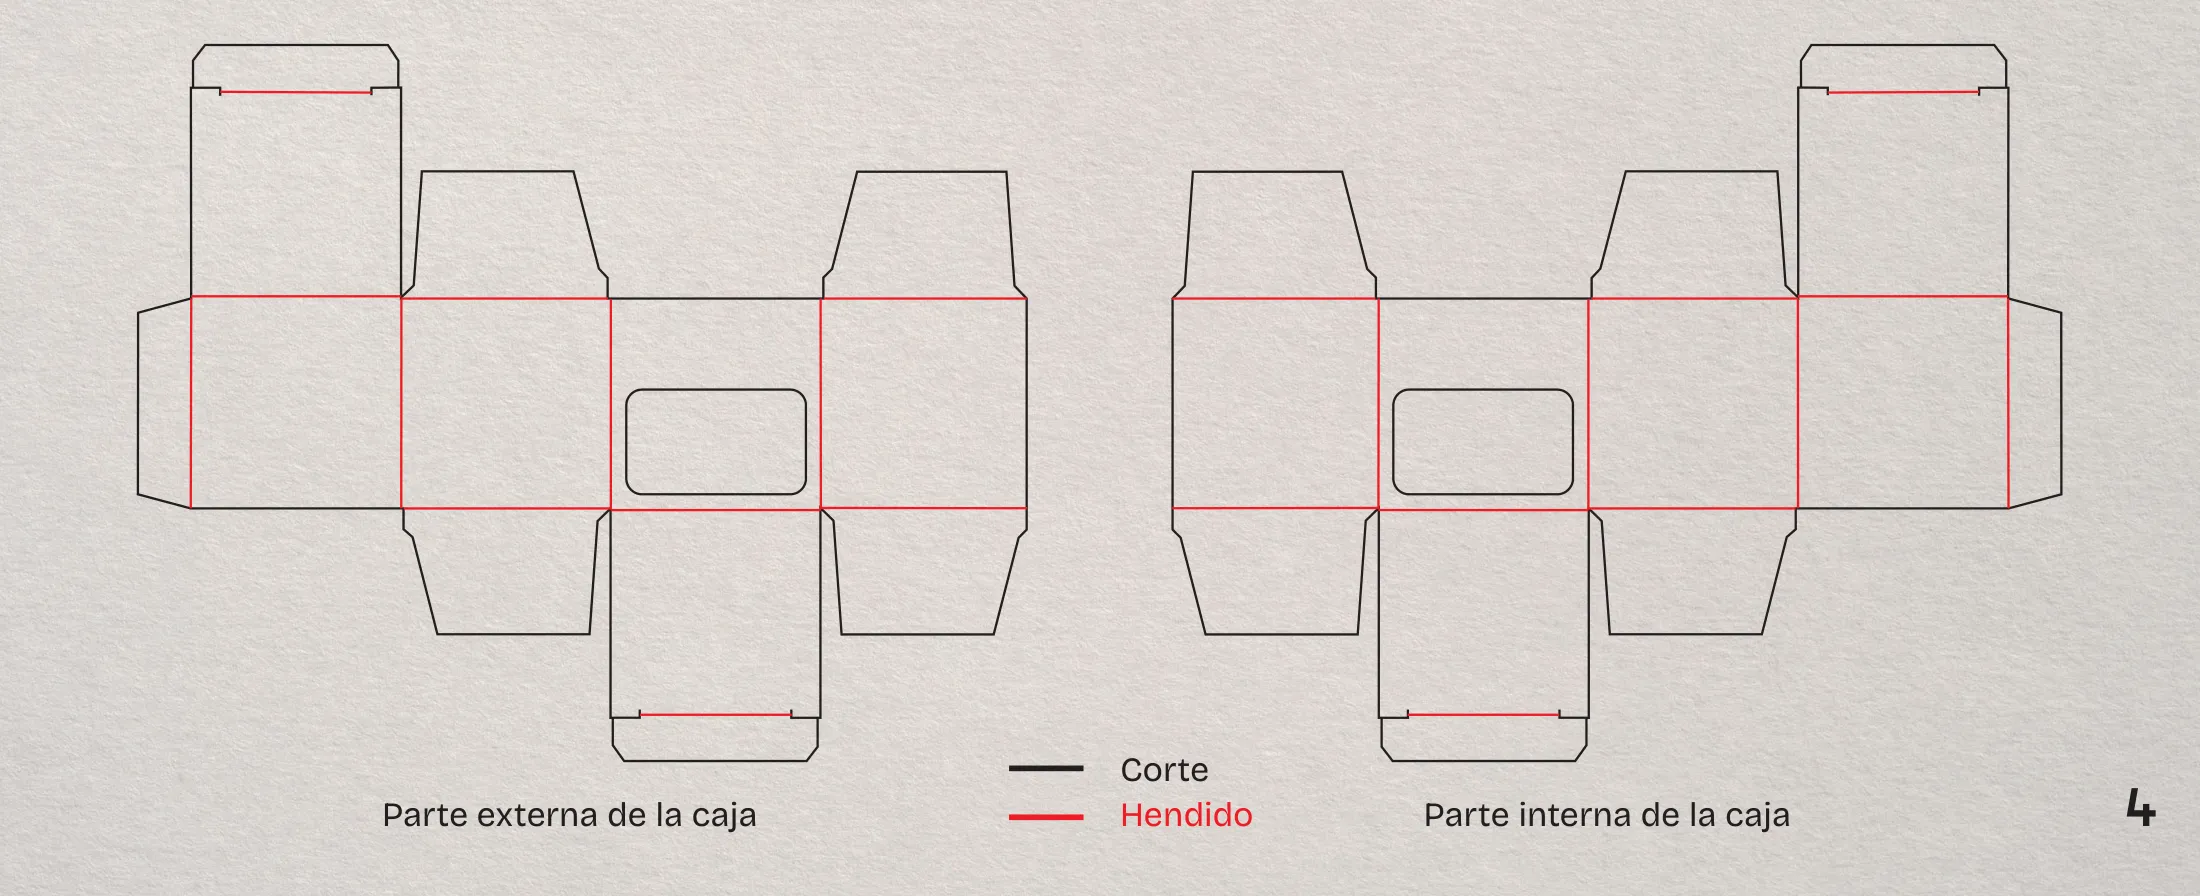 Corte
Hendido
Parte externa de la caja
Parte interna de la caja
4